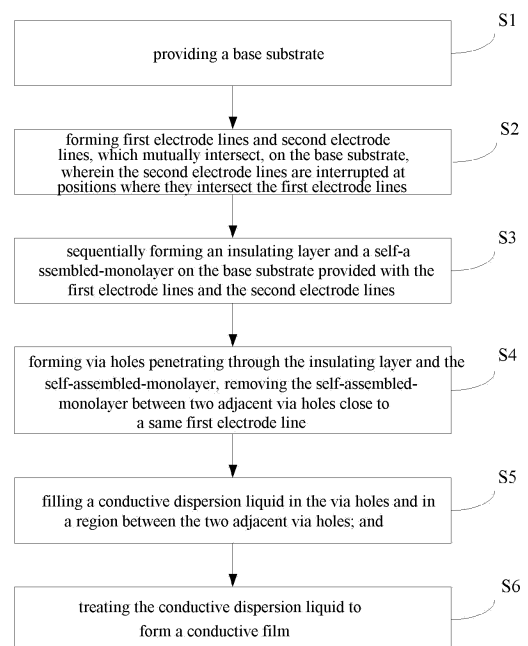 S1
providing a base substrate
S2
forming first electrode lines and second electrode
lines, which mutually intersect, on the base substrate,
wherein the second electrode lines are interrupted at
positions where they intersect the first electrode lines
S3
sequentially forming an insulating layer and a self-a
ssembled-monolayer on the base substrate provided with the
first electrode lines and the second electrode lines
S4
forming via holes penetrating through the insulating layer and the
self-assembled-monolayer, removing the self-assembled-
monolayer between two adjacent via holes close to
a same first electrode line
S5
filling a conductive dispersion liquid in the via holes and in
a region between the two adjacent via holes; and
S6
treating the conductive dispersion liquid to
form a conductive film